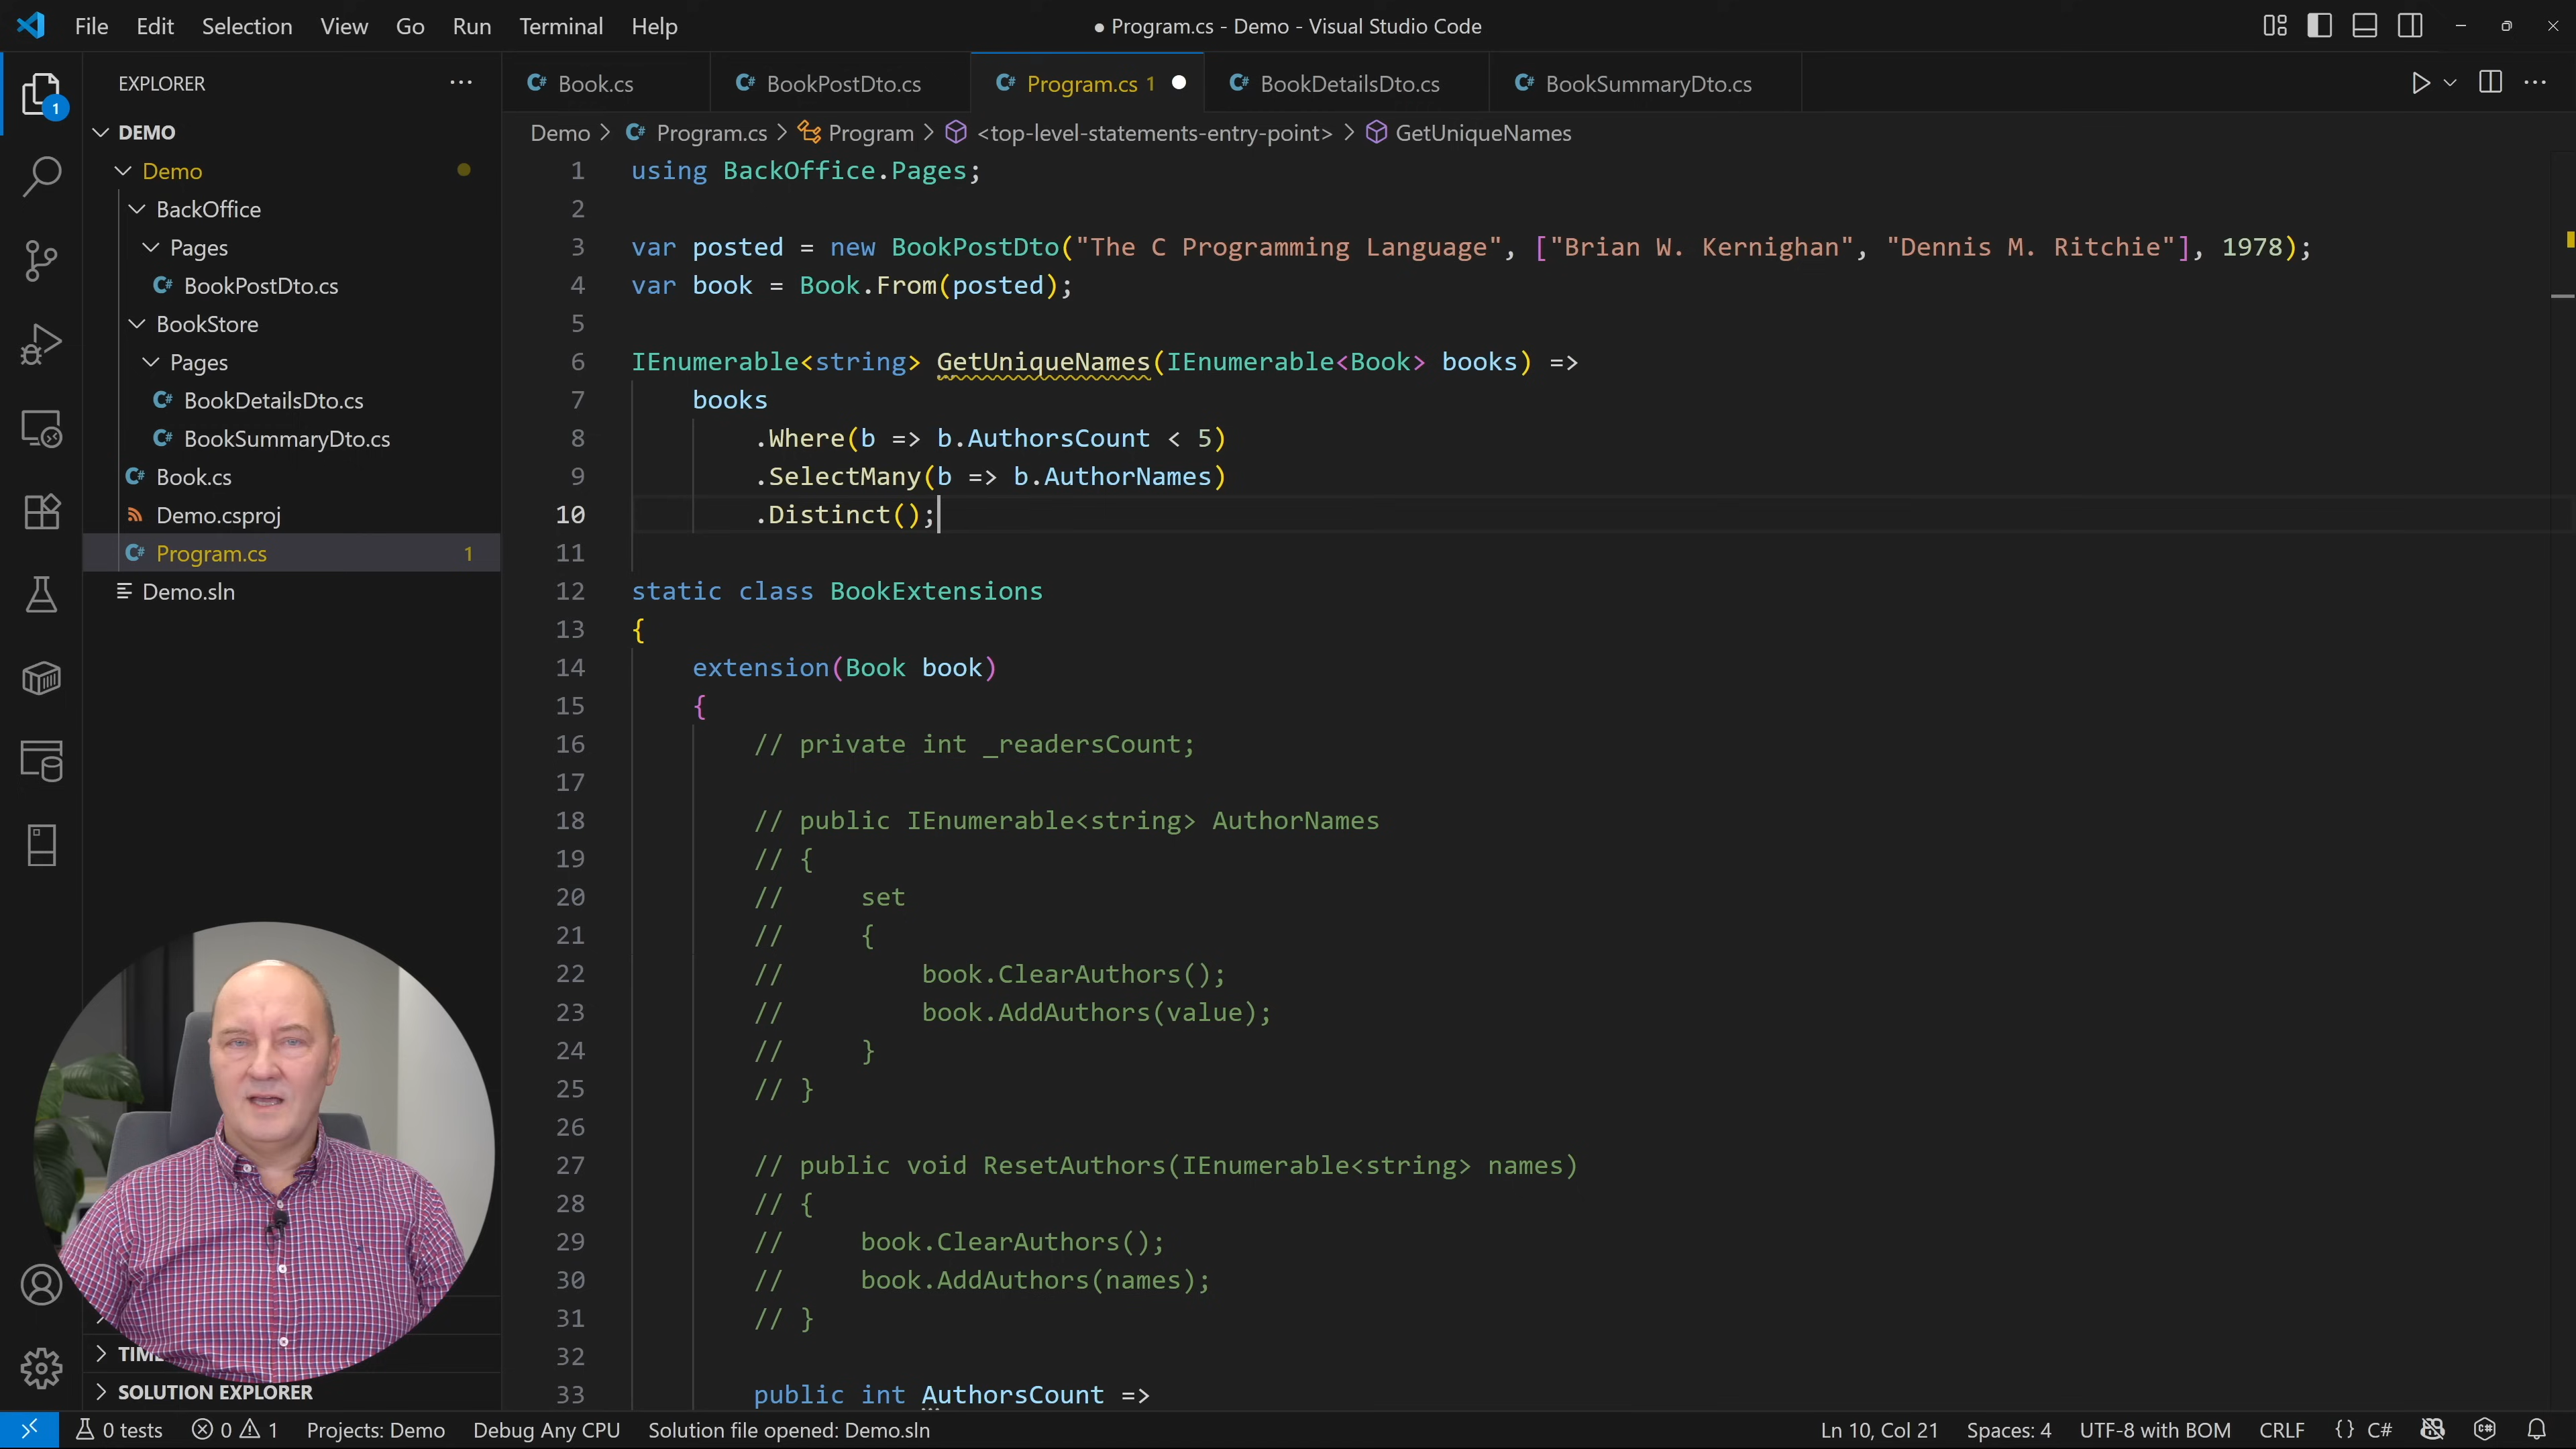 File Edit Selection View Go Run Terminal Help
● Program.cs - Demo - Visual Studio Code
EXPLORER
1
DEMO
Demo
BackOffice
Pages
C# BookPostDto.cs
BookStore
Pages
C# BookDetailsDto.cs
C# BookSummaryDto.cs
C# Book.cs
Demo.csproj
C# Program.cs 1
Demo.sln
SOLUTION EXPLORER
C# Book.cs
C# BookPostDto.cs
C# Program.cs 1
C# BookDetailsDto.cs
C# BookSummaryDto.cs
Demo > C# Program.cs > Program > <top-level-statements-entry-point> > GetUniqueNames
1 using BackOffice.Pages;
2
3 var posted = new BookPostDto("The C Programming Language", ["Brian W. Kernighan", "Dennis M. Ritchie"], 1978);
4 var book = Book.From(posted);
5
6 IEnumerable<string> GetUniqueNames(IEnumerable<Book> books) =>
7 books
8 .Where(b => b.AuthorsCount < 5)
9 .SelectMany(b => b.AuthorNames)
10 .Distinct();
11
12 static class BookExtensions
13 {
14 extension(Book book)
15 {
16 // private int _readersCount;
17
18 // public IEnumerable<string> AuthorNames
19 // {
20 // set
21 // {
22 // book.ClearAuthors();
23 // book.AddAuthors(value);
24 // }
25 // }
26
27 // public void ResetAuthors(IEnumerable<string> names)
28 // {
29 // book.ClearAuthors();
30 // book.AddAuthors(names);
31 // }
32
33 public int AuthorsCount =>
0 tests 0 1 Projects: Demo Debug Any CPU Solution file opened: Demo.sln Ln 10, Col 21 Spaces: 4 UTF-8 with BOM CRLF {} C#